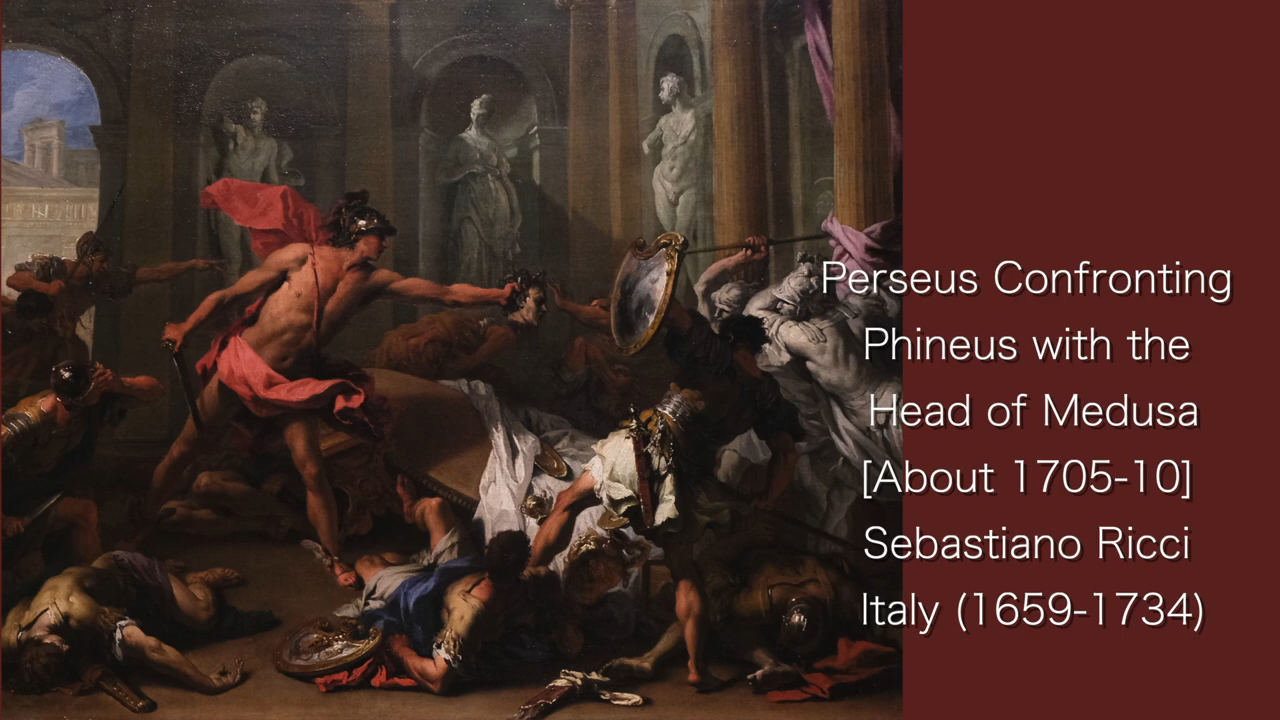 Perseus Confronting
Phineus with the
Head of Medusa
[About 1705-10]
Sebastiano Ricci
Italy (1659-1734)